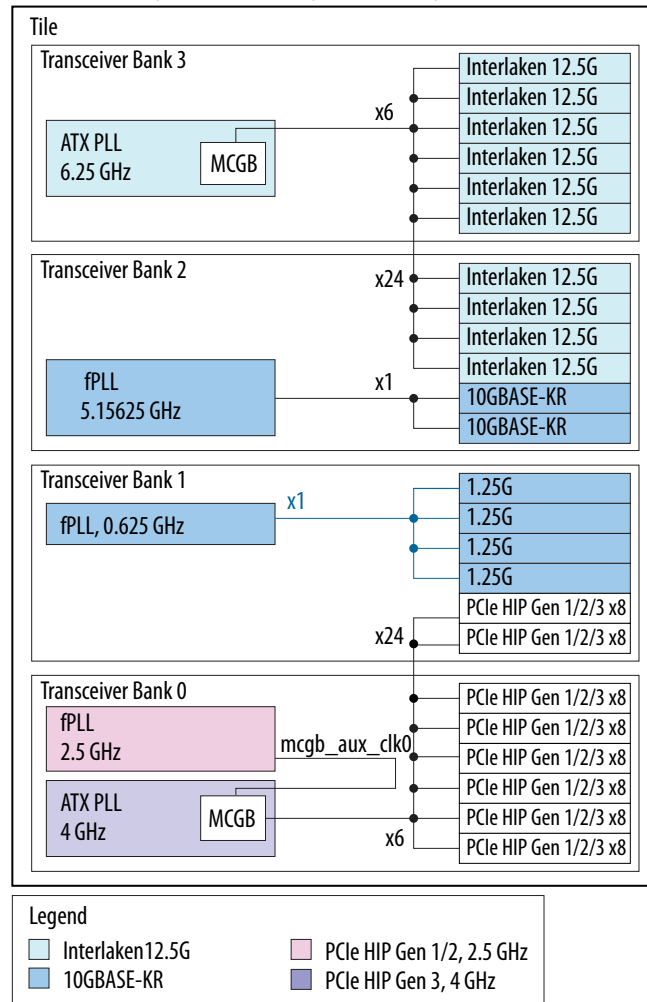 Tile
Transceiver Bank 3
ATX PLL
6.25 GHz
MCGB
x6
Interlaken 12.5G
Interlaken 12.5G
Interlaken 12.5G
Interlaken 12.5G
Interlaken 12.5G
Interlaken 12.5G
Transceiver Bank 2
x24
fPLL
5.15625 GHz
x1
Interlaken 12.5G
Interlaken 12.5G
Interlaken 12.5G
Interlaken 12.5G
10GBASE-KR
10GBASE-KR
Transceiver Bank 1
fPLL, 0.625 GHz
x1
1.25G
1.25G
1.25G
1.25G
PCIe HIP Gen 1/2/3 x8
PCIe HIP Gen 1/2/3 x8
x24
Transceiver Bank 0
fPLL
2.5 GHz
mcgb_aux_clk0
ATX PLL
4 GHz
MCGB
x6
PCIe HIP Gen 1/2/3 x8
PCIe HIP Gen 1/2/3 x8
PCIe HIP Gen 1/2/3 x8
PCIe HIP Gen 1/2/3 x8
PCIe HIP Gen 1/2/3 x8
PCIe HIP Gen 1/2/3 x8
Legend
Interlaken12.5G
10GBASE-KR
PCIe HIP Gen 1/2, 2.5 GHz
PCIe HIP Gen 3, 4 GHz